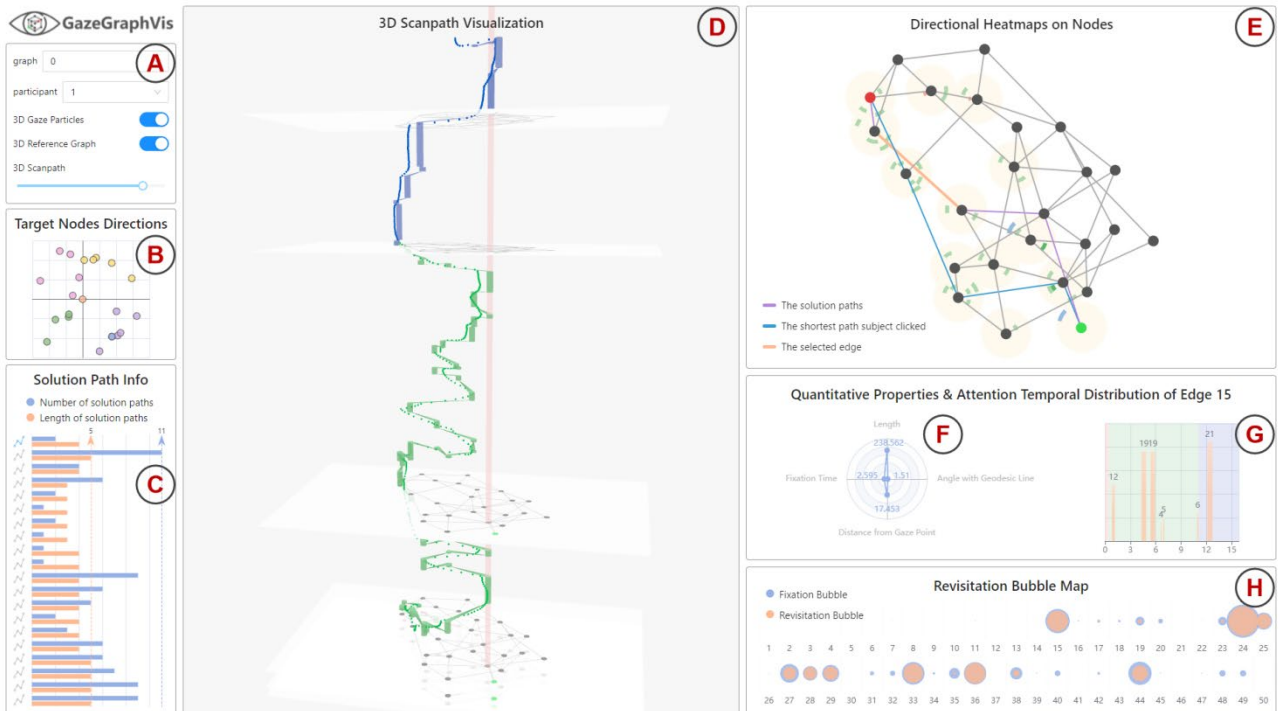 GazeGraphVis
A
graph 0
participant 1
3D Gaze Particles
3D Reference Graph
3D Scanpath
Target Nodes Directions
B
Solution Path Info
Number of solution paths
Length of solution paths
5 11
C
3D Scanpath Visualization
D
Directional Heatmaps on Nodes
E
The solution paths
The shortest path subject clicked
The selected edge
Quantitative Properties & Attention Temporal Distribution of Edge 15
F
Length
238,562
Fixation Time 2,595 1.51 Angle with Geodesic Line
17,453
Distance from Gaze Point
G
12 1919 4 5 6 21
0 3 6 9 12 15
Revisitation Bubble Map
H
Fixation Bubble
Revisitation Bubble
1 2 3 4 5 6 7 8 9 10 11 12 13 14 15 16 17 18 19 20 21 22 23 24 25
26 27 28 29 30 31 32 33 34 35 36 37 38 39 40 41 42 43 44 45 46 47 48 49 50